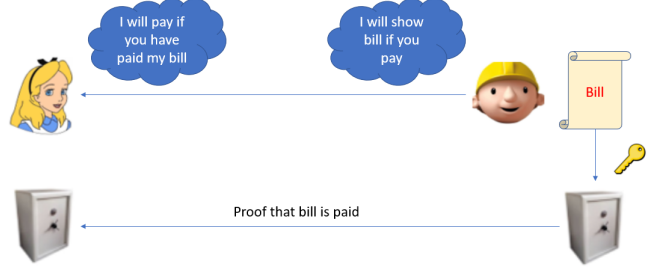 I will pay if
you have
paid my bill
I will show
bill if you
pay
Bill
Proof that bill is paid